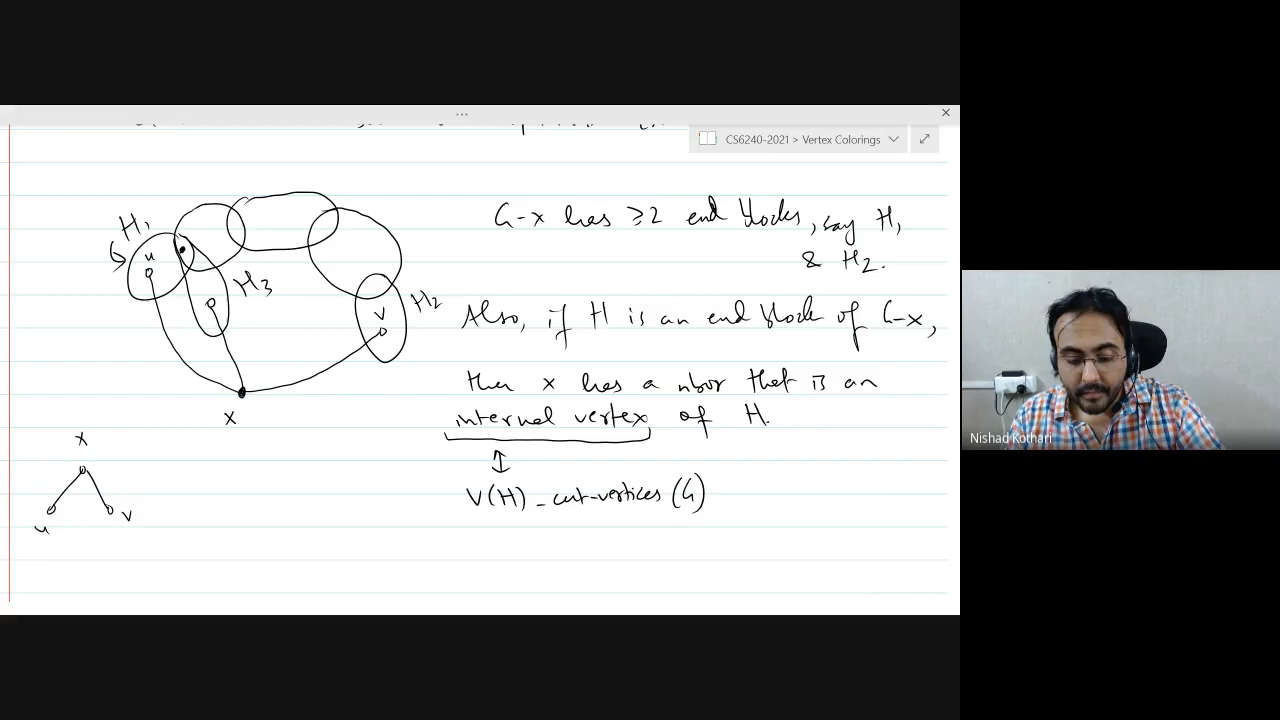 CS6240-2021 > Vertex Colorings
G-x has ≥2 end blocks, say H₁
& H₂.
Also, if H is an end block of G-x,
then x has a nbor that is an
internal vertex of H.
↕
V(H) - cut-vertices (G)
H₁
u
H₃
H₂
v
x
x
u
v
Nishad Kothari